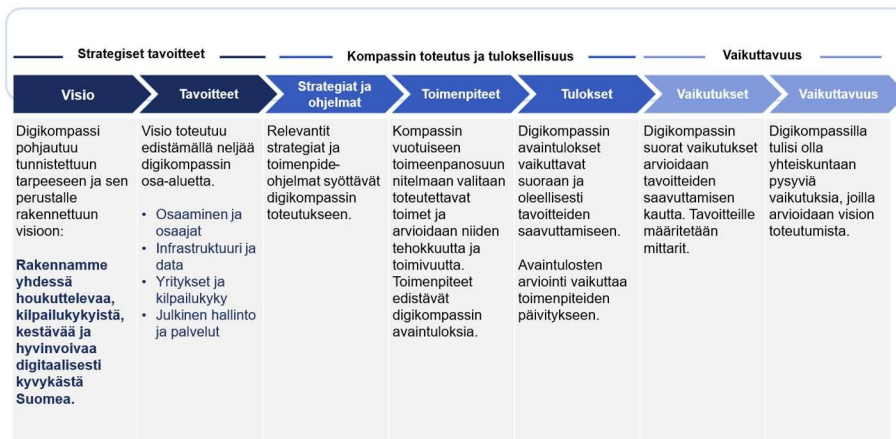 Strategiset tavoitteet
Kompassin toteutus ja tuloksellisuus
Vaikuttavuus
Visio
Tavoitteet
Strategiat ja
ohjelmat
Toimenpiteet
Tulokset
Vaikutukset
Vaikuttavuus
Digikompassi
pohjautuu
tunnistettuun
tarpeeseen ja sen
perustalle
rakennettuun
visioon:
Rakennamme
yhdessä
houkuttelevaa,
kilpailukykyistä,
kestävää ja
hyvinvoivaa
digitaalisesti
kyvykästä
Suomea.
Visio toteutuu
edistämällä neljää
digikompassin
osa-aluetta.
• Osaaminen ja
osaajat
• Infrastruktuuri ja
data
• Yritykset ja
kilpailukyky
• Julkinen hallinto
ja palvelut
Relevantit
strategiat ja
toimenpide-
ohjelmat syöttävät
digikompassin
toteutukseen.
Kompassin
vuotuiseen
toimeenpanosuun
nitelmaan valitaan
toteutettavat
toimet ja
arvioidaan niiden
tehokkuutta ja
toimivuutta.
Toimenpiteet
edistävät
digikompassin
avaintuloksia.
Digikompassin
avaintulokset
vaikuttavat
suoraan ja
oleellisesti
tavoitteiden
saavuttamiseen.
Avaintulosten
arviointi vaikuttaa
toimenpiteiden
päivitykseen.
Digikompassin
suorat vaikutukset
arvioidaan
tavoitteiden
saavuttamisen
kautta. Tavoitteille
määritetään
mittarit.
Digikompassilla
tulisi olla
yhteiskuntaan
pysyviä
vaikutuksia, joilla
arvioidaan vision
toteutumista.